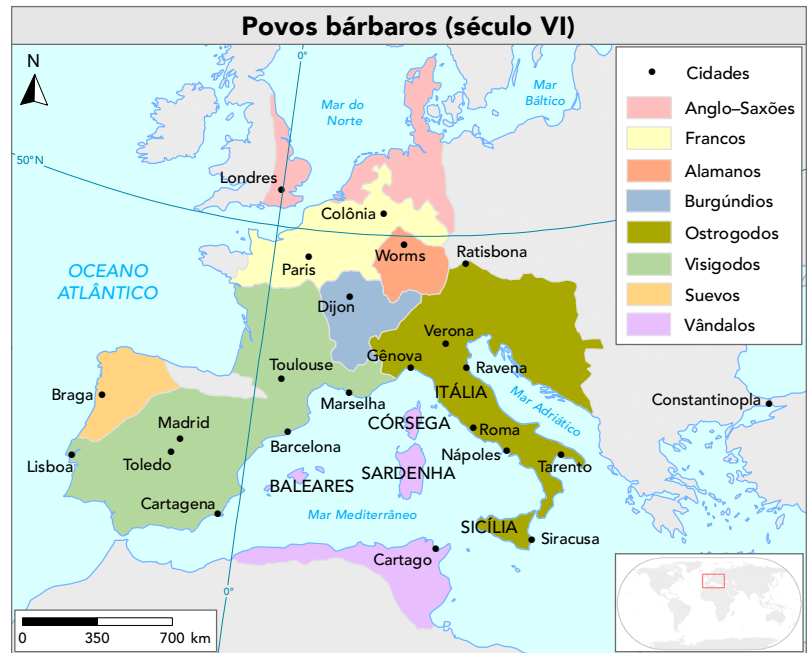 Povos bárbaros (século VI)
N
0°
50°N
Mar do
Norte
Mar
Báltico
Cidades
Anglo–Saxões
Francos
Alamanos
Burgúndios
Ostrogodos
Visigodos
Suevos
Vândalos
Londres
Colônia
Worms
Ratisbona
Paris
OCEANO
ATLÂNTICO
Dijon
Verona
Gênova
Toulouse
Ravena
Braga
Marselha
ITÁLIA
Mar Adriático
Constantinopla
CÓRSEGA
Madrid
Roma
Barcelona
Lisboa
Toledo
Nápoles
Tarento
SARDENHA
BALEARES
Cartagena
Mar Mediterrâneo
SICÍLIA
Siracusa
Cartago
0°
0 350 700 km